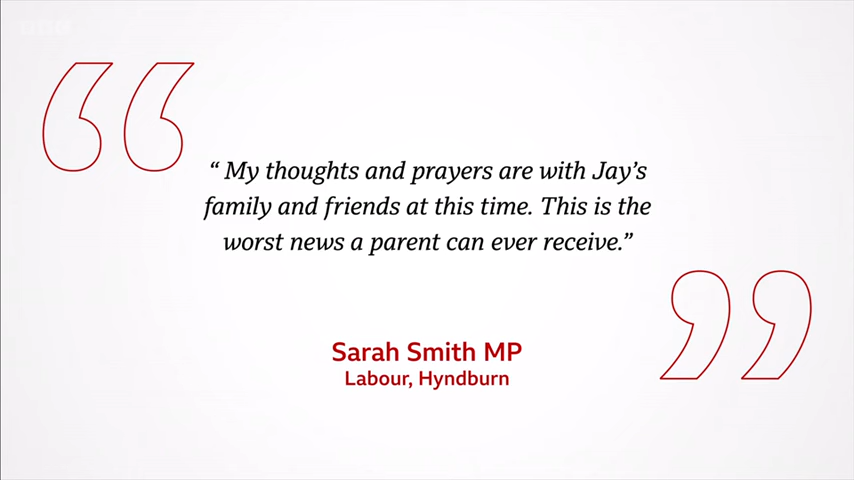 BBC
“ My thoughts and prayers are with Jay’s
family and friends at this time. This is the
worst news a parent can ever receive.”
Sarah Smith MP
Labour, Hyndburn